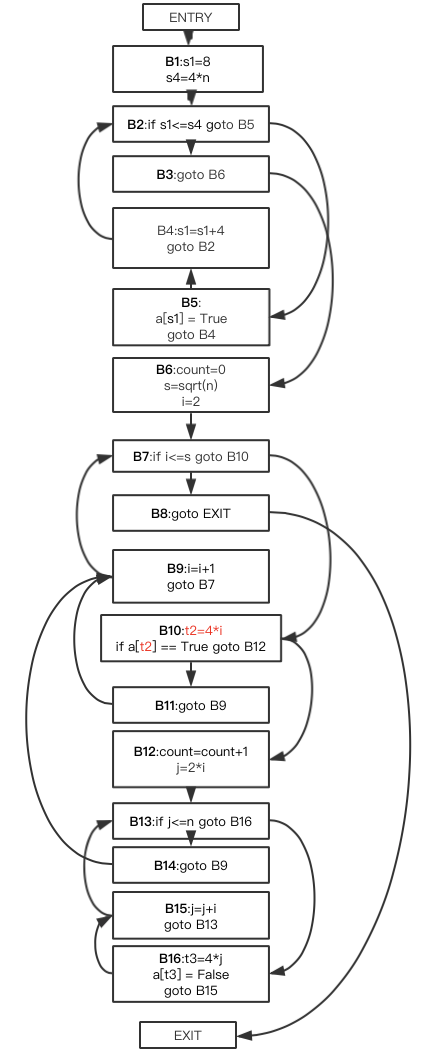 ENTRY
B1:s1=8
s4=4*n
B2:if s1<=s4 goto B5
B3:goto B6
B4:s1=s1+4
goto B2
B5:
a[s1] = True
goto B4
B6:count=0
s=sqrt(n)
i=2
B7:if i<=s goto B10
B8:goto EXIT
B9:i=i+1
goto B7
B10:t2=4*i
if a[t2] == True goto B12
B11:goto B9
B12:count=count+1
j=2*i
B13:if j<=n goto B16
B14:goto B9
B15:j=j+i
goto B13
B16:t3=4*j
a[t3] = False
goto B15
EXIT